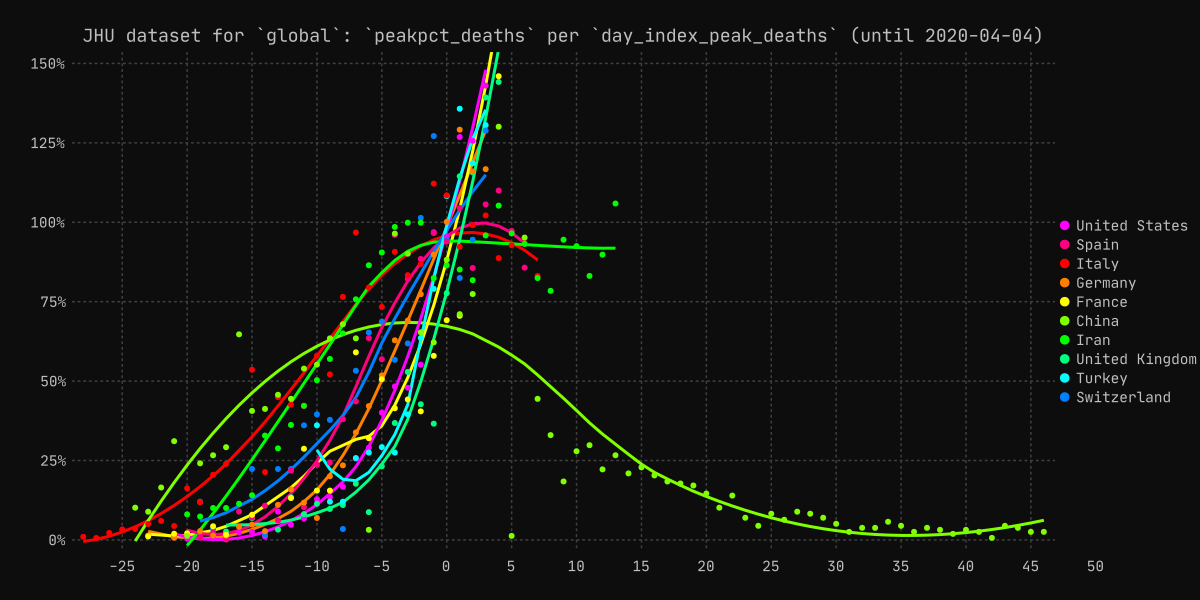 JHU dataset for `global`: `peakpct_deaths` per `day_index_peak_deaths` (until 2020-04-04)
150%
125%
100%
75%
50%
25%
0%
-25 -20 -15 -10 -5 0 5 10 15 20 25 30 35 40 45 50
United States
Spain
Italy
Germany
France
China
Iran
United Kingdom
Turkey
Switzerland